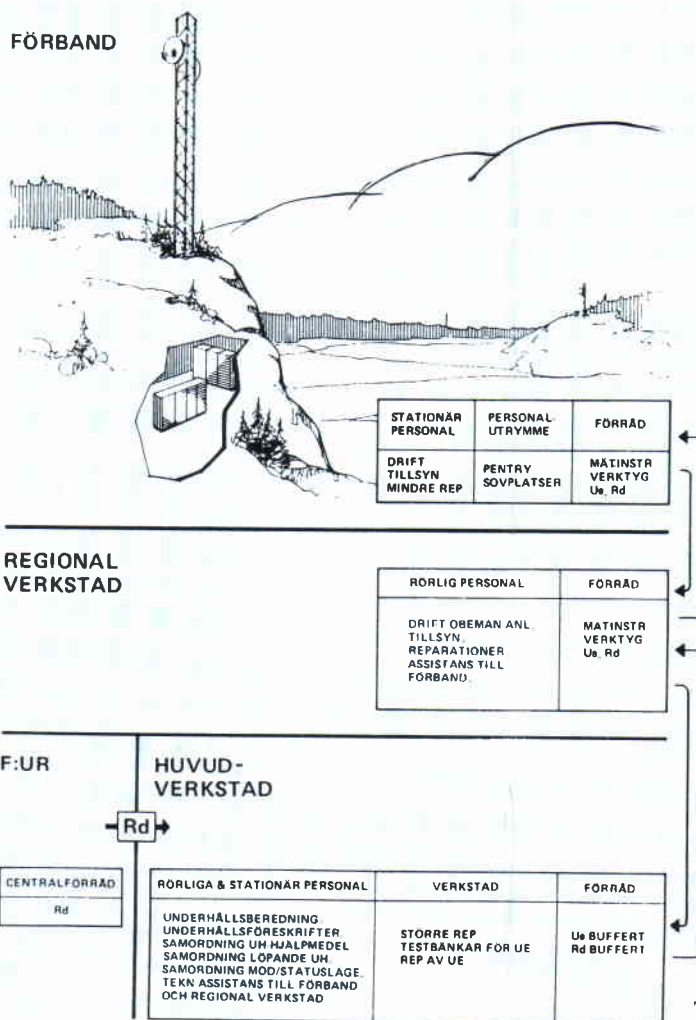 FÖRBAND
STATIONÄR PERSONAL
PERSONAL- UTRYMME
FÖRRÅD
DRIFT
TILLSYN
MINDRE REP
PENTRY
SOVPLATSER
MÄTINSTR
VERKTYG
Ue, Rd
REGIONAL
VERKSTAD
RÖRLIG PERSONAL
FÖRRÅD
DRIFT OBEMAN ANL.
TILLSYN.
REPARATIONER
ASSISTANS TILL
FÖRBAND.
MATINSTR
VERKTYG
Ue, Rd
F:UR
HUVUD-
VERKSTAD
Rd
CENTRALFÖRRÅD
Rd
RÖRLIGA & STATIONÄR PERSONAL
VERKSTAD
FÖRRÅD
UNDERHÅLLSBEREDNING
UNDERHÅLLSFÖRESKRIFTER
SAMORDNING UH HJÄLPMEDEL
SAMORDNING LÖPANDE UH.
SAMORDNING MOD/STATUSLAGE.
TEKN ASSISTANS TILL FÖRBAND
OCH REGIONAL VERKSTAD
STÖRRE REP
TESTBÄNKAR FÖR UE
REP AV UE
Ue BUFFERT
Rd BUFFERT